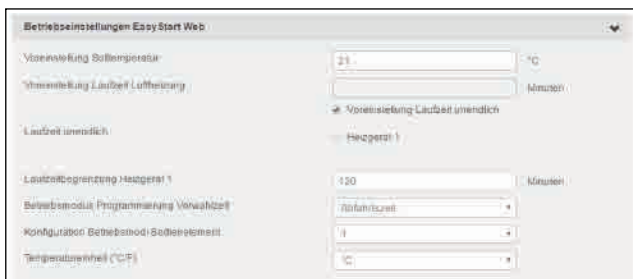 Betriebseinstellungen EasyStart Web
Voreinstellung Solltemperatur 21 °C
Voreinstellung Laufzeit Luftheizung Minuten
Voreinstellung Laufzeit unendlich
Laufzeit unendlich Heizgerät 1
Laufzeitbegrenzung Heizgerät 1 120 Minuten
Betriebsmodus Programmierung Vorwahlzeit Abfahrtszeit
Konfiguration Betriebsmodi Bedienelement 1
Temperatureinheit (°C/F) °C